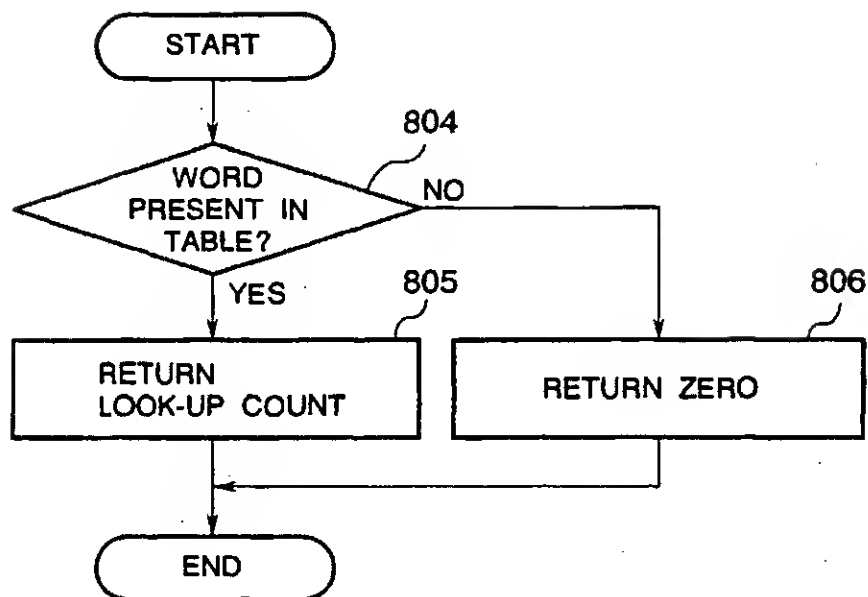 START
804
WORD
PRESENT IN
TABLE?
NO
YES
805
806
RETURN
LOOK-UP COUNT
RETURN ZERO
END